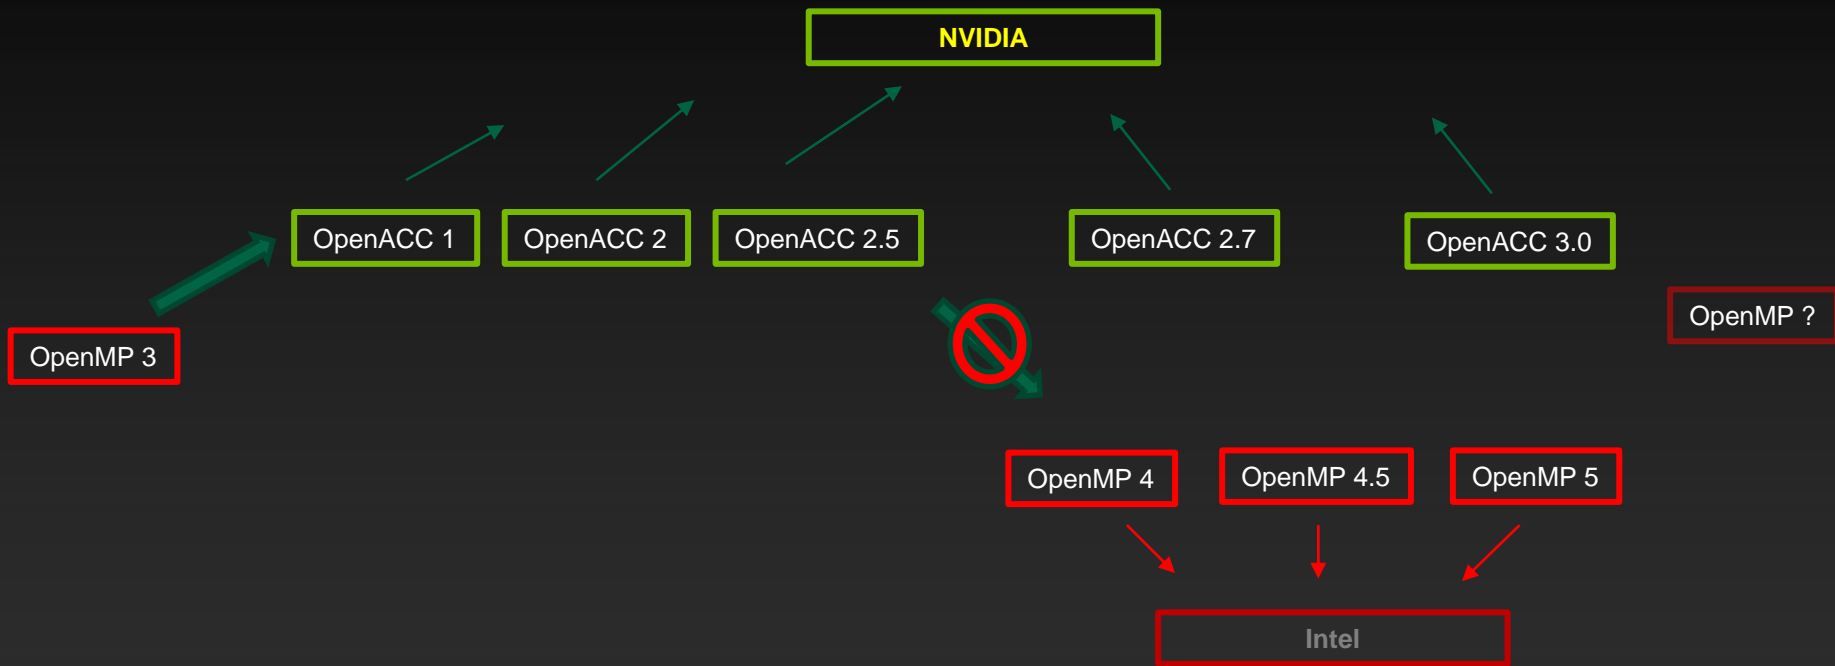 NVIDIA
OpenACC 1
OpenACC 2
OpenACC 2.5
OpenACC 2.7
OpenACC 3.0
OpenMP ?
OpenMP 3
OpenMP 4
OpenMP 4.5
OpenMP 5
Intel